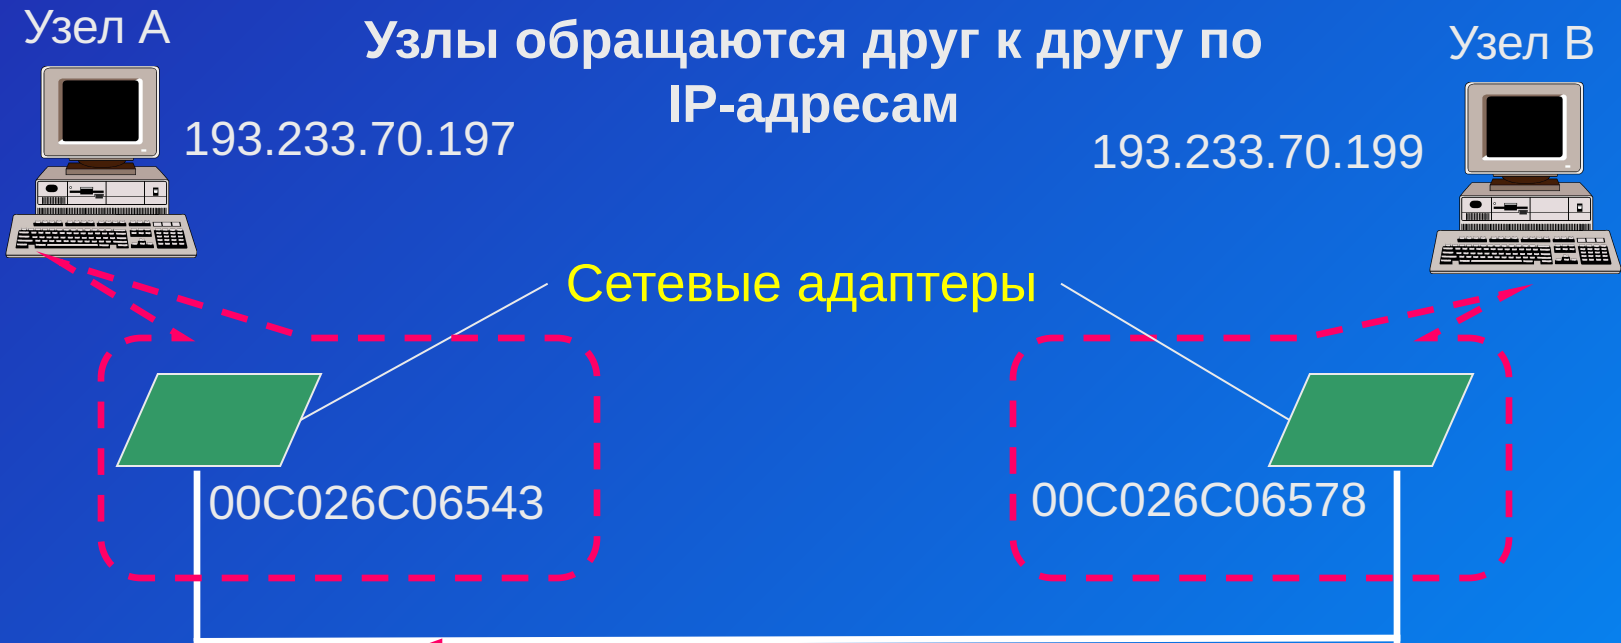 Узел А
Узлы обращаются друг к другу по
IP-адресам
Узел В
193.233.70.197
193.233.70.199
Сетевые адаптеры
00C026C06543
00C026C06578